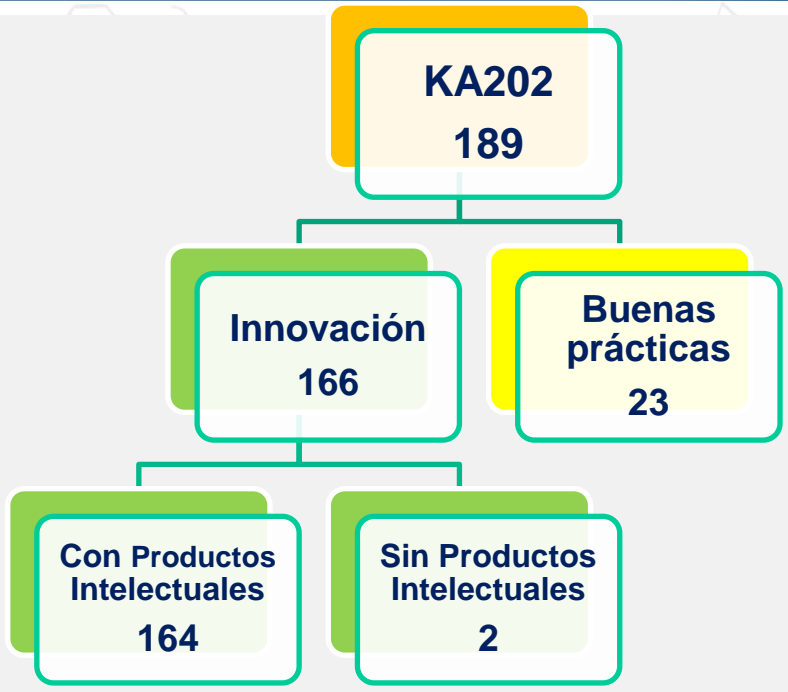 KA202
189
Innovación
166
Buenas
prácticas
23
Con Productos
Intelectuales
164
Sin Productos
Intelectuales
2